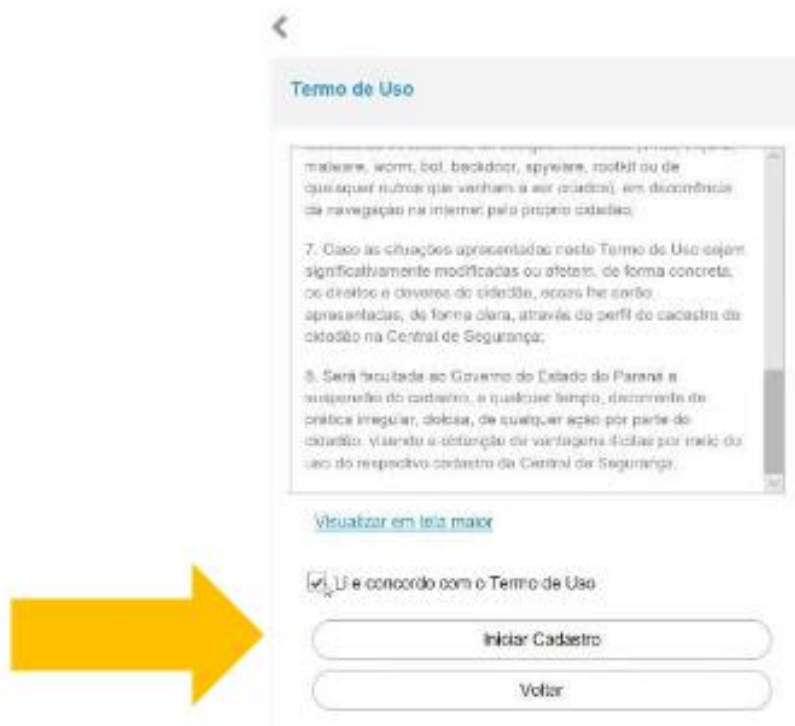 Termo de Uso
malware, worm, bot, backdoor, spyware, rootkit ou de
quaisquer outros que venham a ser criados), em decorrência
da navegação na internet pelo próprio cidadão;
7. Caso as situações apresentadas neste Termo de Uso sejam
significativamente modificadas ou afetem, de forma concreta,
os direitos e deveres do cidadão, essas lhe serão
apresentadas, de forma clara, através do perfil do cadastro do
cidadão na Central de Segurança;
8. Será facultada ao Governo do Estado do Paraná a
suspensão do cadastro, a qualquer tempo, decorrente de
prática irregular, dolosa, de qualquer ação por parte do
cidadão, visando a obtenção de vantagens ilícitas por meio do
uso do respectivo cadastro da Central de Segurança.
Visualizar em tela maior
Li e concordo com o Termo de Uso
Iniciar Cadastro
Voltar